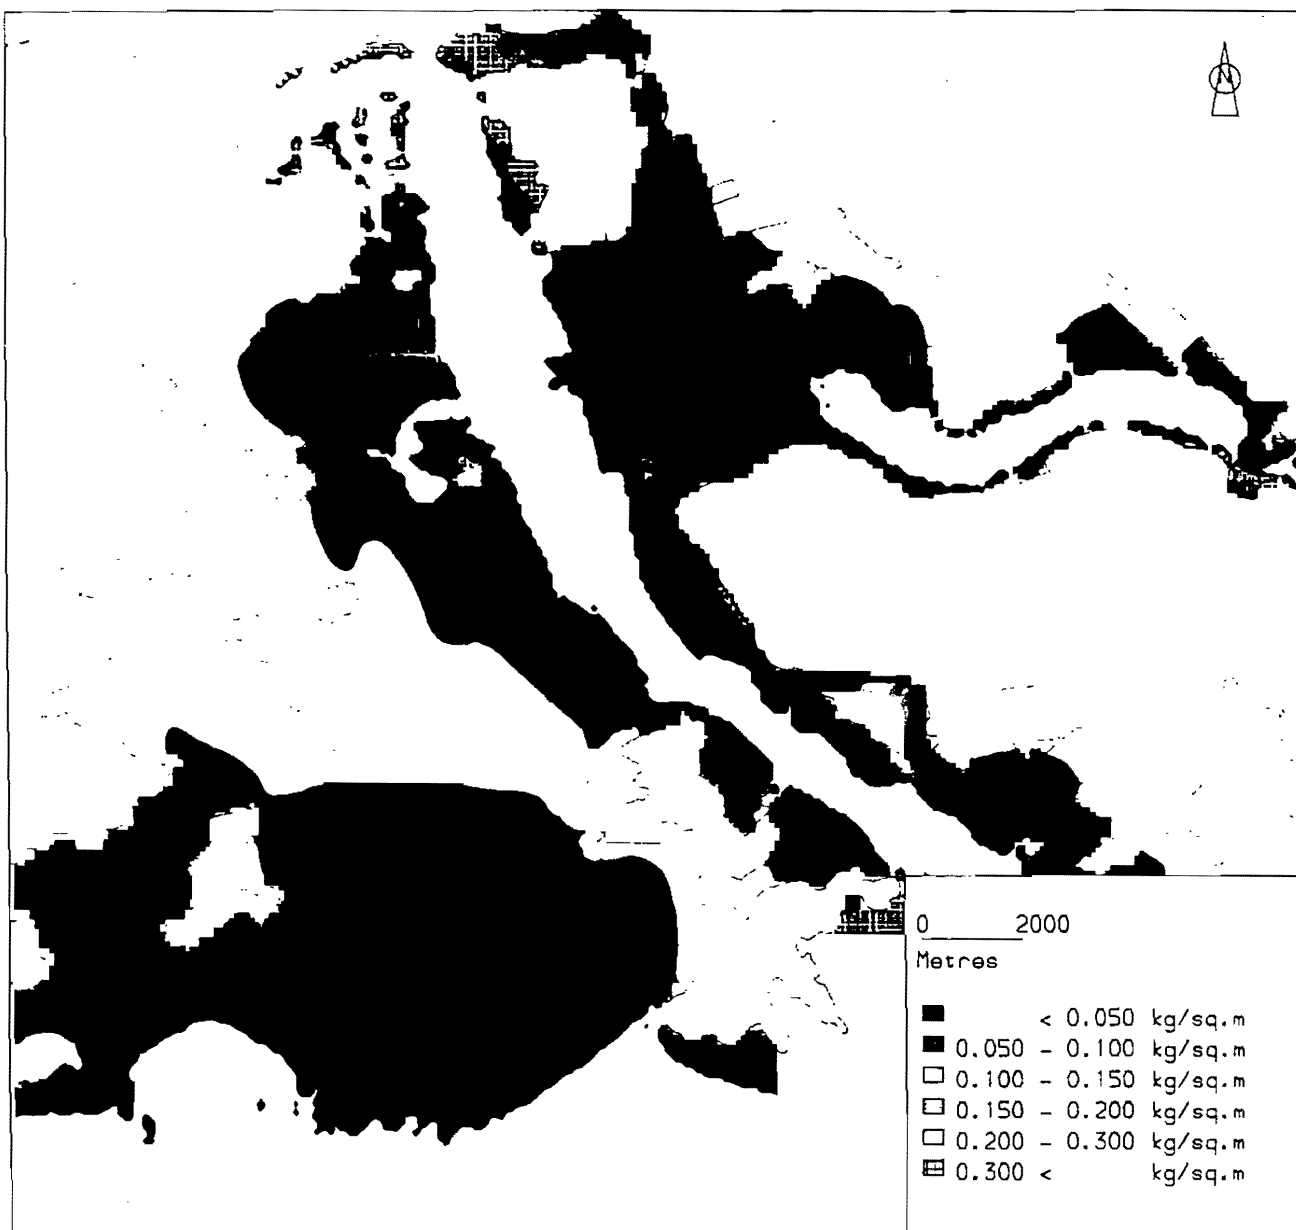 N
0 2000
Metres
< 0.050 kg/sq.m
0.050 - 0.100 kg/sq.m
0.100 - 0.150 kg/sq.m
0.150 - 0.200 kg/sq.m
0.200 - 0.300 kg/sq.m
0.300 < kg/sq.m